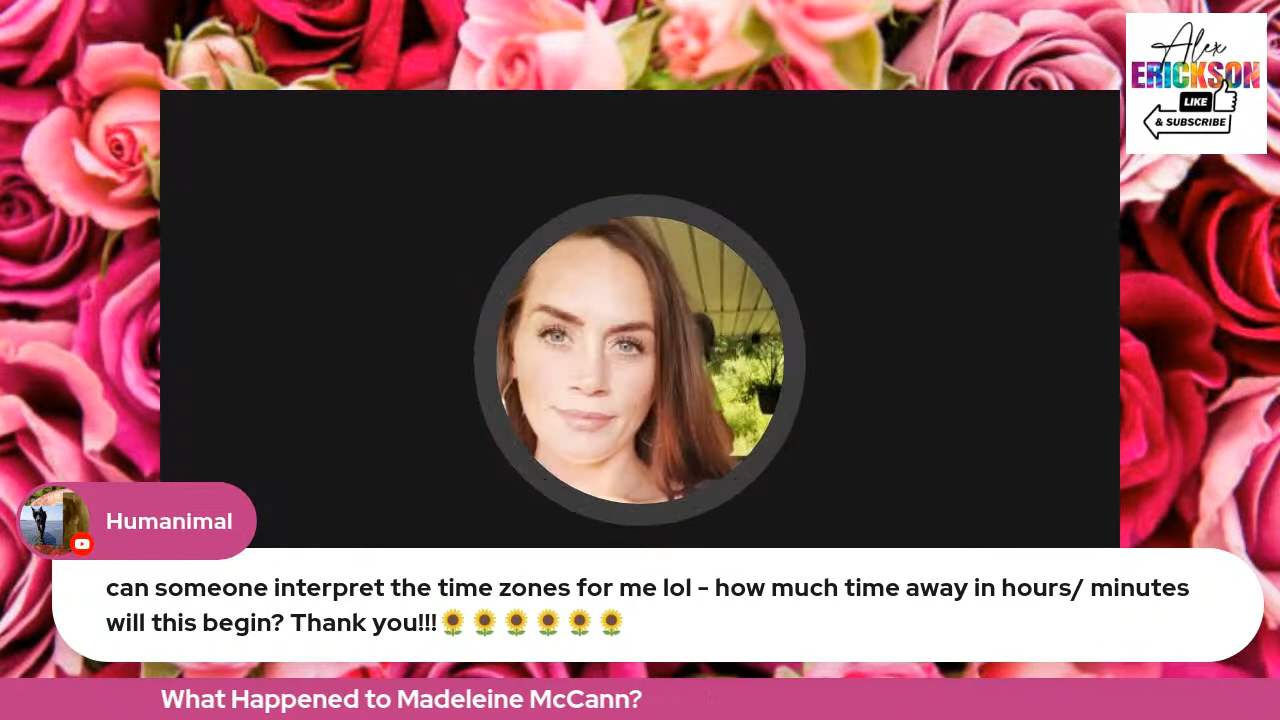 Alex
ERICKSON
LIKE
& SUBSCRIBE
Humanimal
can someone interpret the time zones for me lol - how much time away in hours/ minutes
will this begin? Thank you!!!🌻🌻🌻🌻🌻🌻
What Happened to Madeleine McCann?